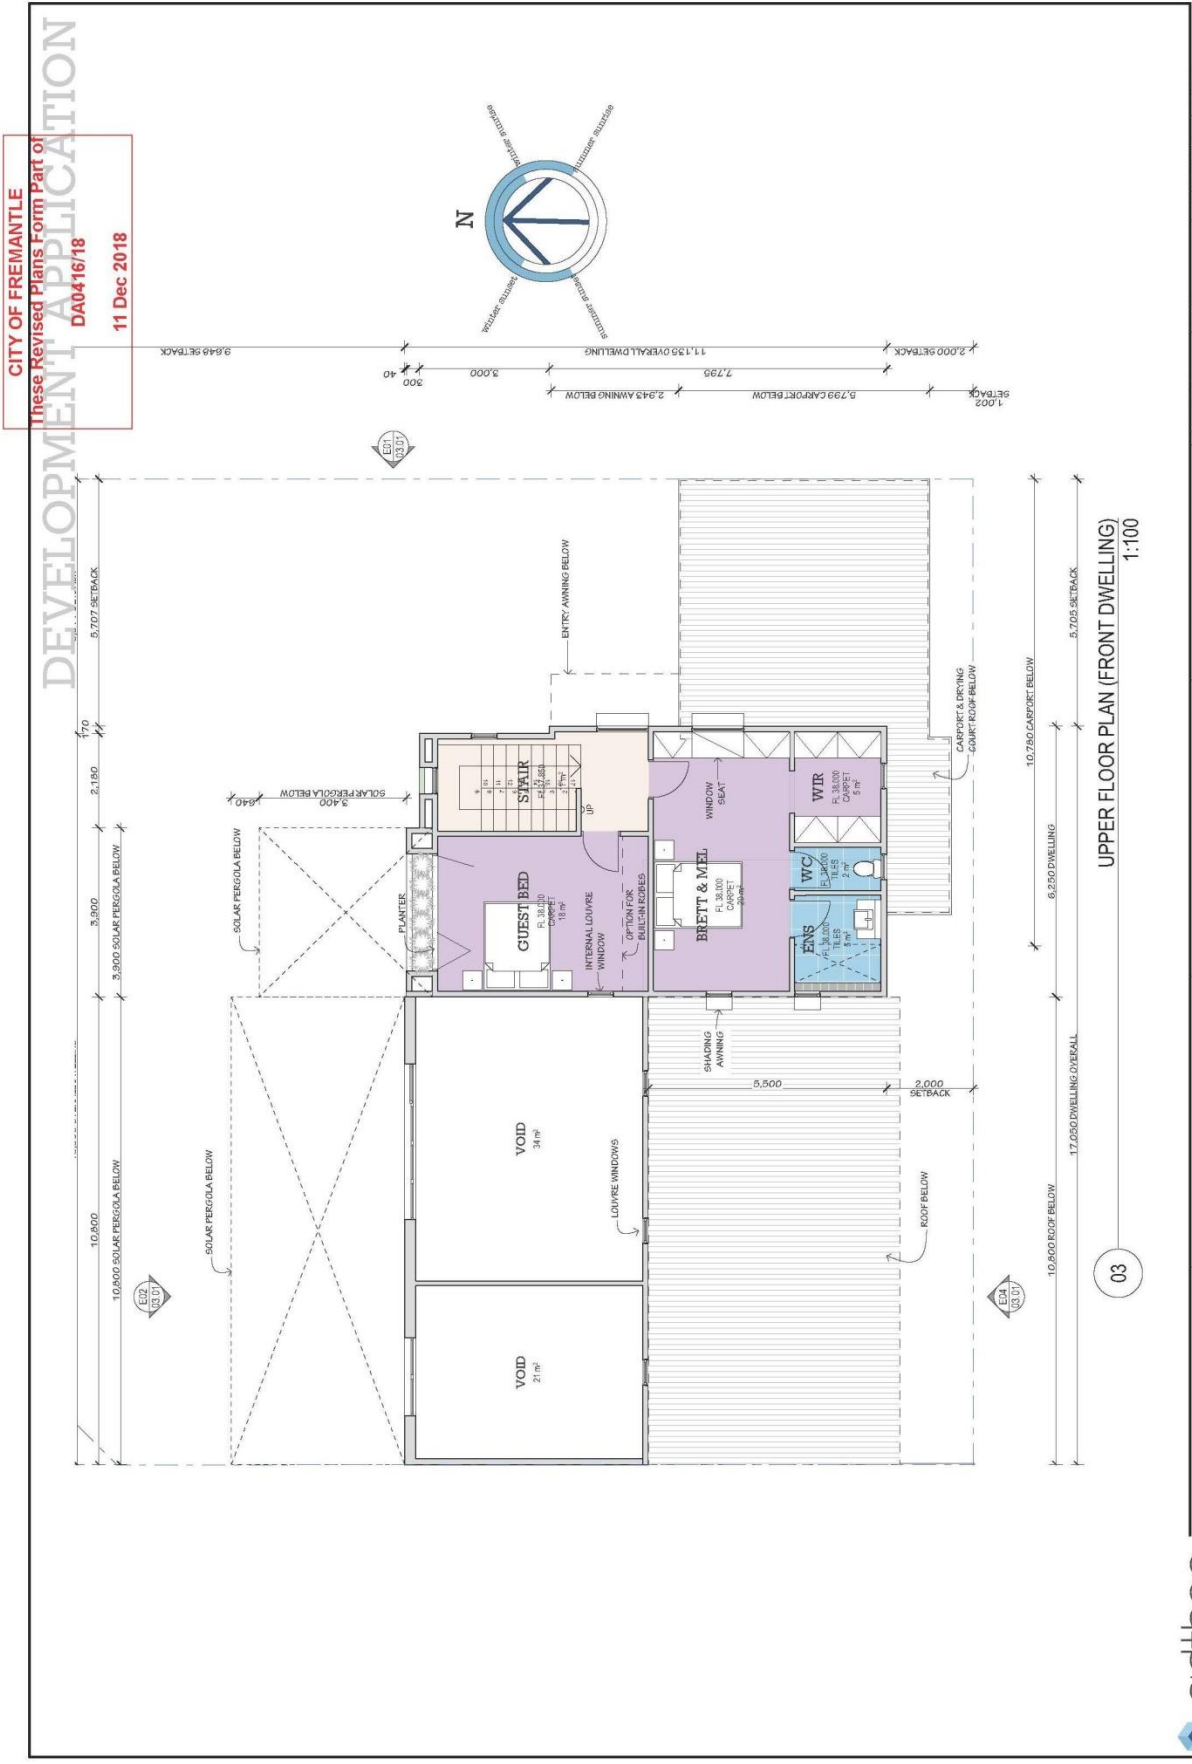 CITY OF FREMANTLE
These Revised Plans Form Part of
DA0416/18
11 Dec 2018
DEVELOPMENT APPLICATION
N
winter sunrise
summer sunrise
winter sunset
summer sunset
9,648 SETBACK
11,135 OVERALL DWELLING
2,000 SETBACK
40
300
3,000
7,795
2,943 AWNING BELOW
5,799 CARPORT BELOW
1,002
SETBACK
E01
03.01
5,707 SETBACK
170
2,180
3,900
10,800
3,900 SOLAR PERGOLA BELOW
10,800 SOLAR PERGOLA BELOW
640
3,400
SOLAR PERGOLA BELOW
SOLAR PERGOLA BELOW
SOLAR PERGOLA BELOW
E02
03.01
ENTRY AWNING BELOW
PLANTER
STAIR
UP
GUEST BED
FL 38.000
CARPET
18 m²
INTERNAL LOUVRE
WINDOW
OPTION FOR
BUILT-IN ROBES
BRETT & MEL
FL 38.000
CARPET
20 m²
WINDOW
SEAT
WIR
FL 38.000
CARPET
5 m²
WC
FL 38.000
TILES
2 m²
ENS
FL 38.000
TILES
5 m²
CARPORT & DRYING
COURT ROOF BELOW
VOID
34 m²
VOID
21 m²
LOUVRE WINDOWS
SHADING
AWNING
5,500
2,000
SETBACK
ROOF BELOW
E04
03.01
10,780 CARPORT BELOW
10,800 ROOF BELOW
5,705 SETBACK
6,250 DWELLING
17,050 DWELLING OVERALL
03
UPPER FLOOR PLAN (FRONT DWELLING)
1:100